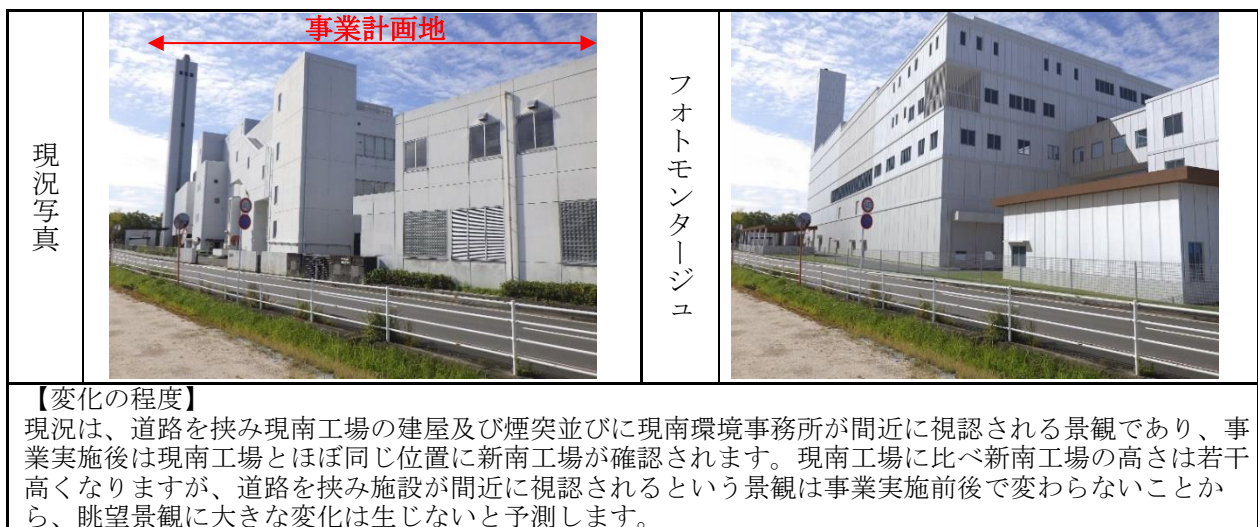 現況写真
事業計画地
フォトモンタージュ
【変化の程度】
現況は、道路を挟み現南工場の建屋及び煙突並びに現南環境事務所が間近に視認される景観であり、事
業実施後は現南工場とほぼ同じ位置に新南工場が確認されます。現南工場に比べ新南工場の高さは若干
高くなりますが、道路を挟み施設が間近に視認されるという景観は事業実施前後で変わらないことか
ら、眺望景観に大きな変化は生じないと予測します。